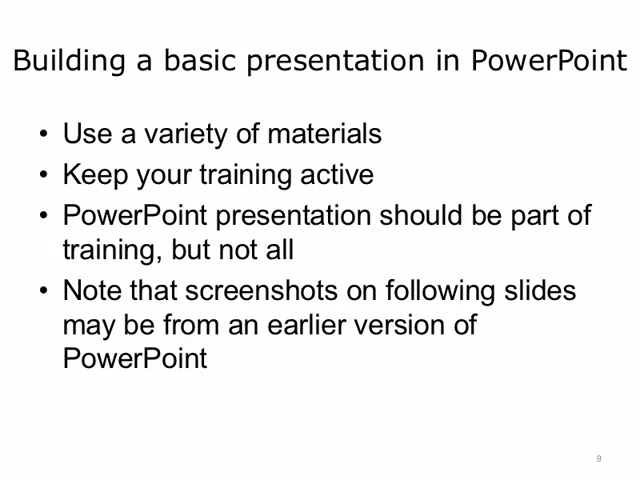 Building a basic presentation in PowerPoint
• Use a variety of materials
• Keep your training active
• PowerPoint presentation should be part of
training, but not all
• Note that screenshots on following slides
may be from an earlier version of
PowerPoint
9